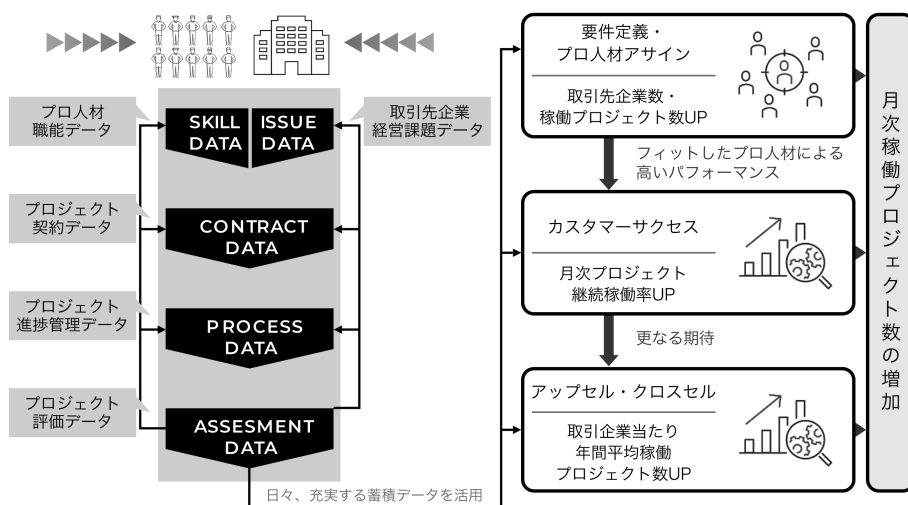 プロ人材
職能データ
SKILL
DATA
ISSUE
DATA
取引先企業
経営課題データ
プロジェクト
契約データ
CONTRACT
DATA
プロジェクト
進捗管理データ
PROCESS
DATA
プロジェクト
評価データ
ASSESMENT
DATA
日々、充実する蓄積データを活用
要件定義・
プロ人材アサイン
取引先企業数・
稼働プロジェクト数UP
フィットしたプロ人材による
高いパフォーマンス
カスタマーサクセス
月次プロジェクト
継続稼働率UP
更なる期待
アップセル・クロスセル
取引企業当たり
年間平均稼働
プロジェクト数UP
月次稼働プロジェクト数の増加